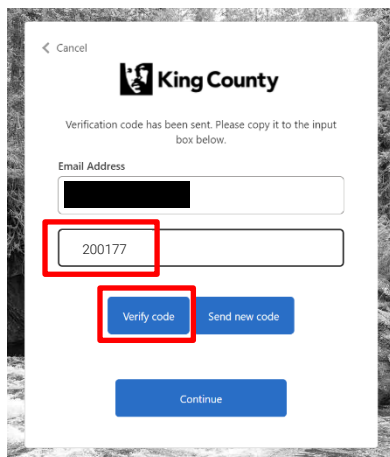 Cancel
King County
Verification code has been sent. Please copy it to the input
box below.
Email Address
200177
Verify code
Send new code
Continue